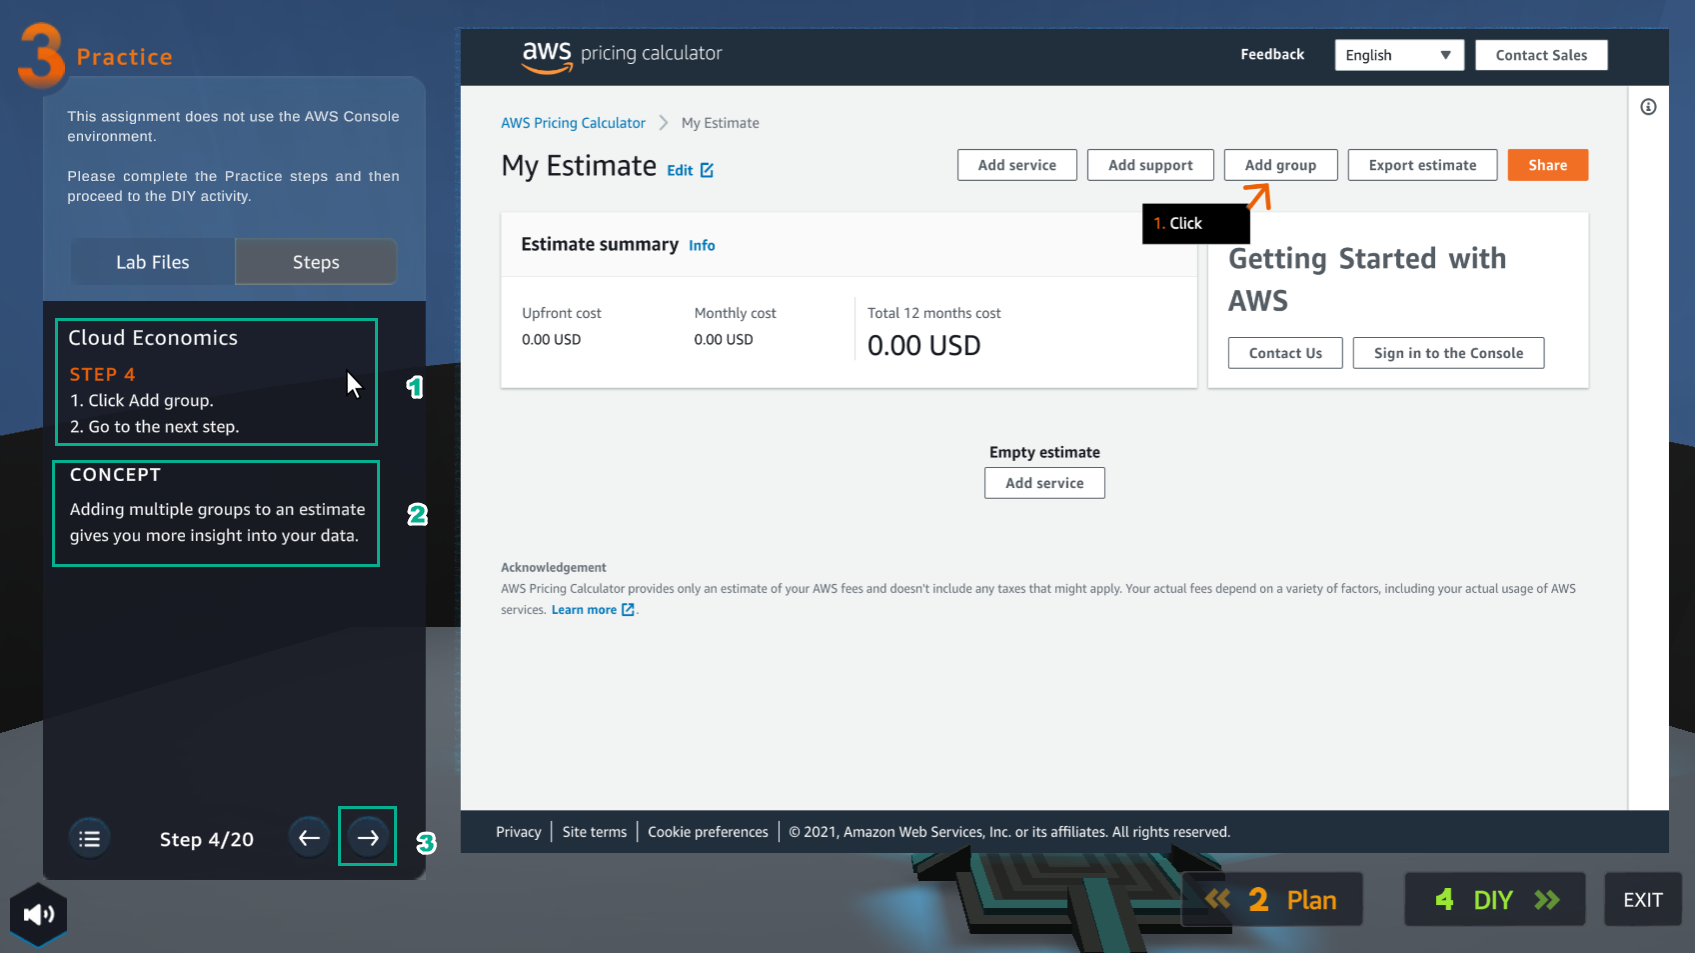 3 Practice
This assignment does not use the AWS Console
environment.
Please complete the Practice steps and then
proceed to the DIY activity.
Lab Files
Steps
Cloud Economics
STEP 4
1. Click Add group.
2. Go to the next step.
1
CONCEPT
Adding multiple groups to an estimate
gives you more insight into your data.
2
Step 4/20
3
aws pricing calculator
Feedback
English
Contact Sales
AWS Pricing Calculator
My Estimate
My Estimate
Edit
Add service
Add support
Add group
Export estimate
Share
1. Click
Estimate summary
Info
Upfront cost
0.00 USD
Monthly cost
0.00 USD
Total 12 months cost
0.00 USD
Getting Started with
AWS
Contact Us
Sign in to the Console
Empty estimate
Add service
Acknowledgement
AWS Pricing Calculator provides only an estimate of your AWS fees and doesn't include any taxes that might apply. Your actual fees depend on a variety of factors, including your actual usage of AWS
services. Learn more.
Privacy
Site terms
Cookie preferences
© 2021, Amazon Web Services, Inc. or its affiliates. All rights reserved.
2 Plan
4 DIY
EXIT